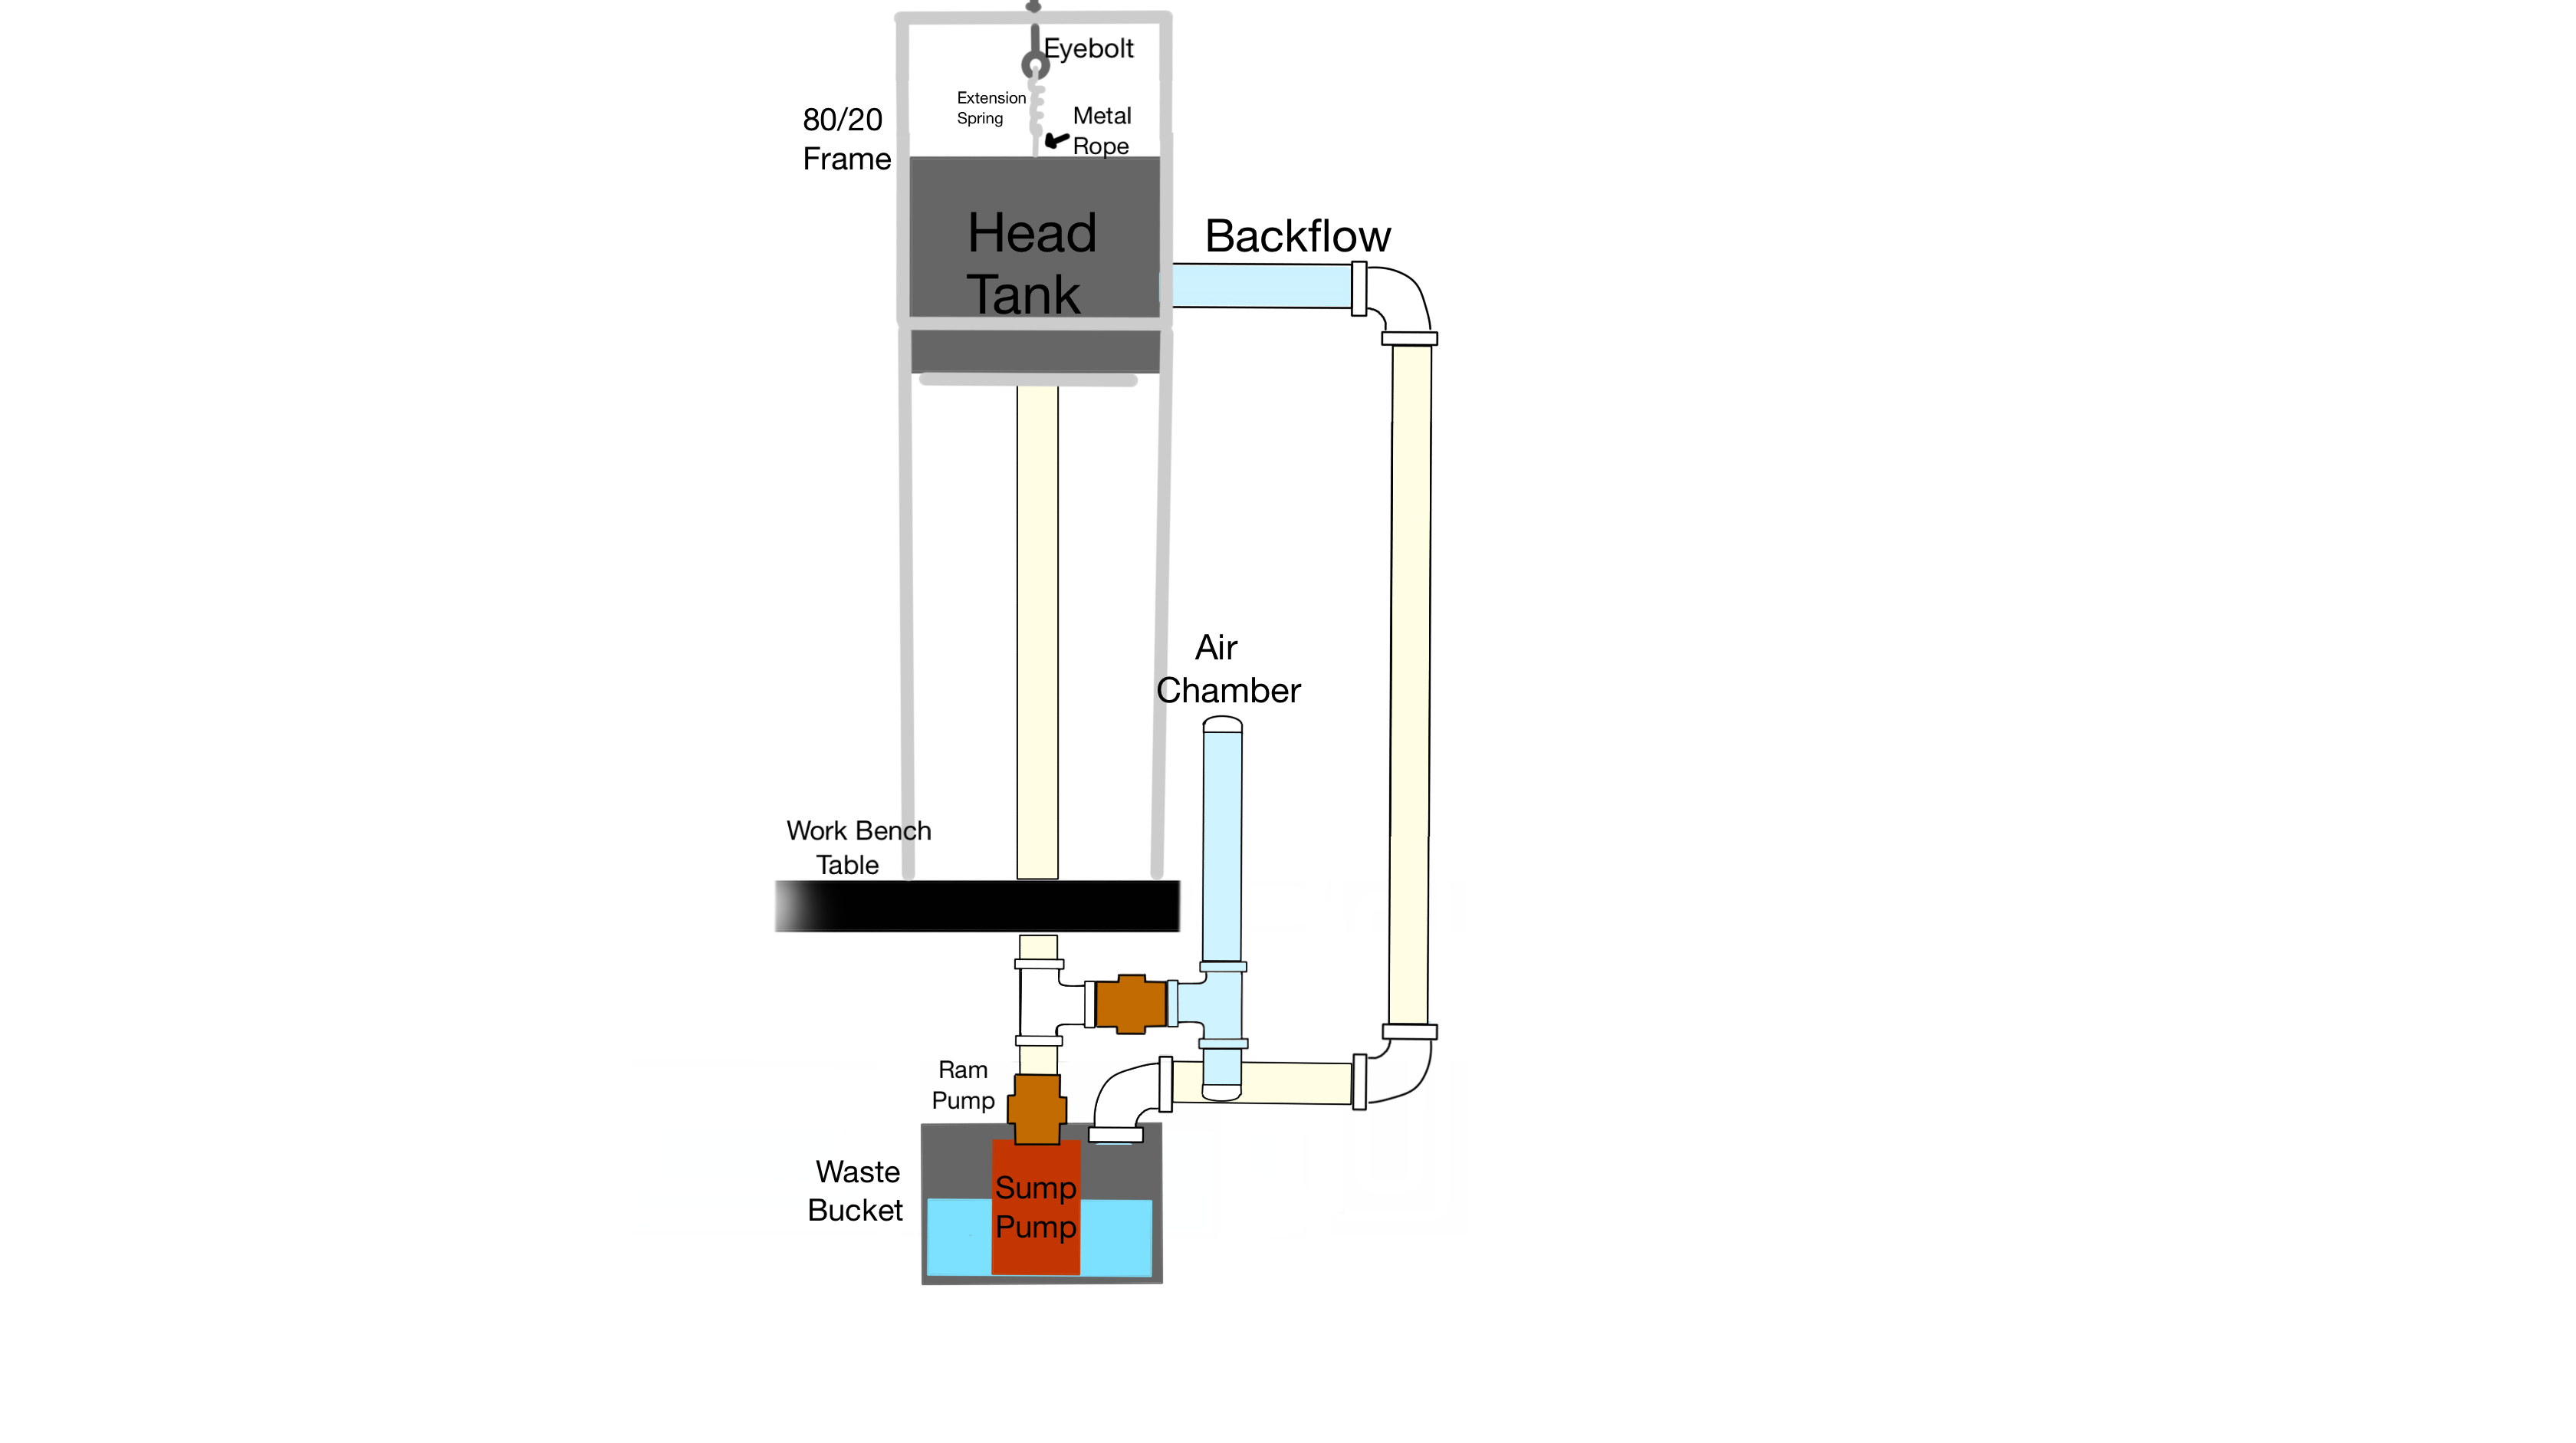 Eyebolt
Extension
Spring
Metal
Rope
80/20
Frame
Head
Tank
Backflow
Air
Chamber
Work Bench
Table
Ram
Pump
Waste
Bucket
Sump
Pump